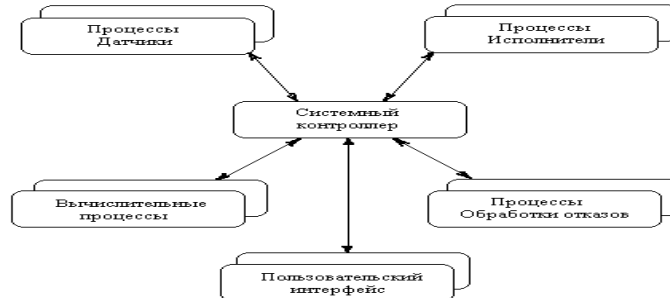 Процессы
Датчики
Процессы
Исполнители
Системный
контроллер
Вычислительные
процессы
Процессы
Обработки отказов
Пользовательский
интерфейс